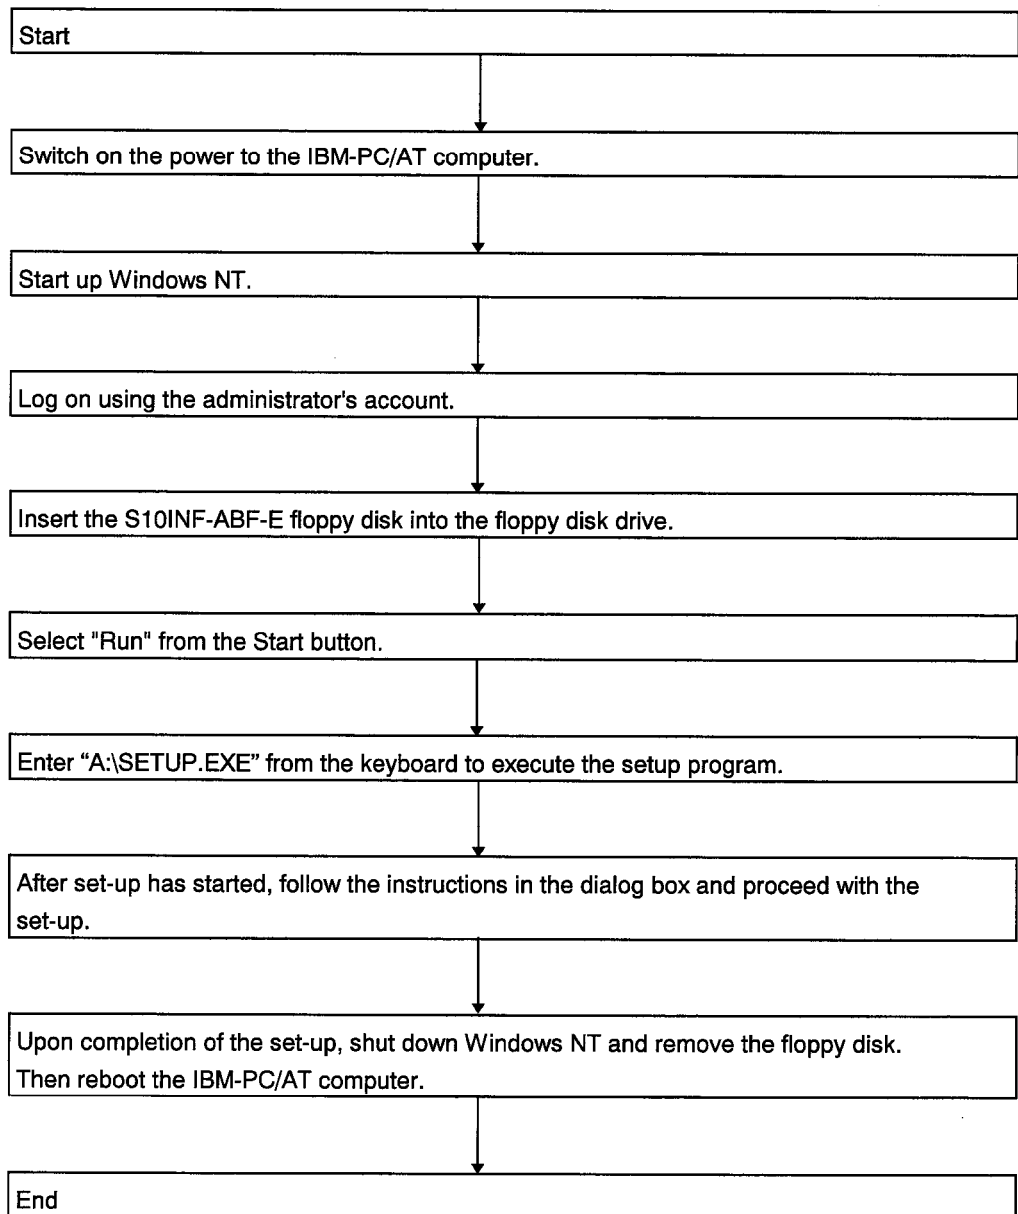 Start
Switch on the power to the IBM-PC/AT computer.
Start up Windows NT.
Log on using the administrator's account.
Insert the S10INF-ABF-E floppy disk into the floppy disk drive.
Select "Run" from the Start button.
Enter “A:\SETUP.EXE” from the keyboard to execute the setup program.
After set-up has started, follow the instructions in the dialog box and proceed with the
set-up.
Upon completion of the set-up, shut down Windows NT and remove the floppy disk.
Then reboot the IBM-PC/AT computer.
End